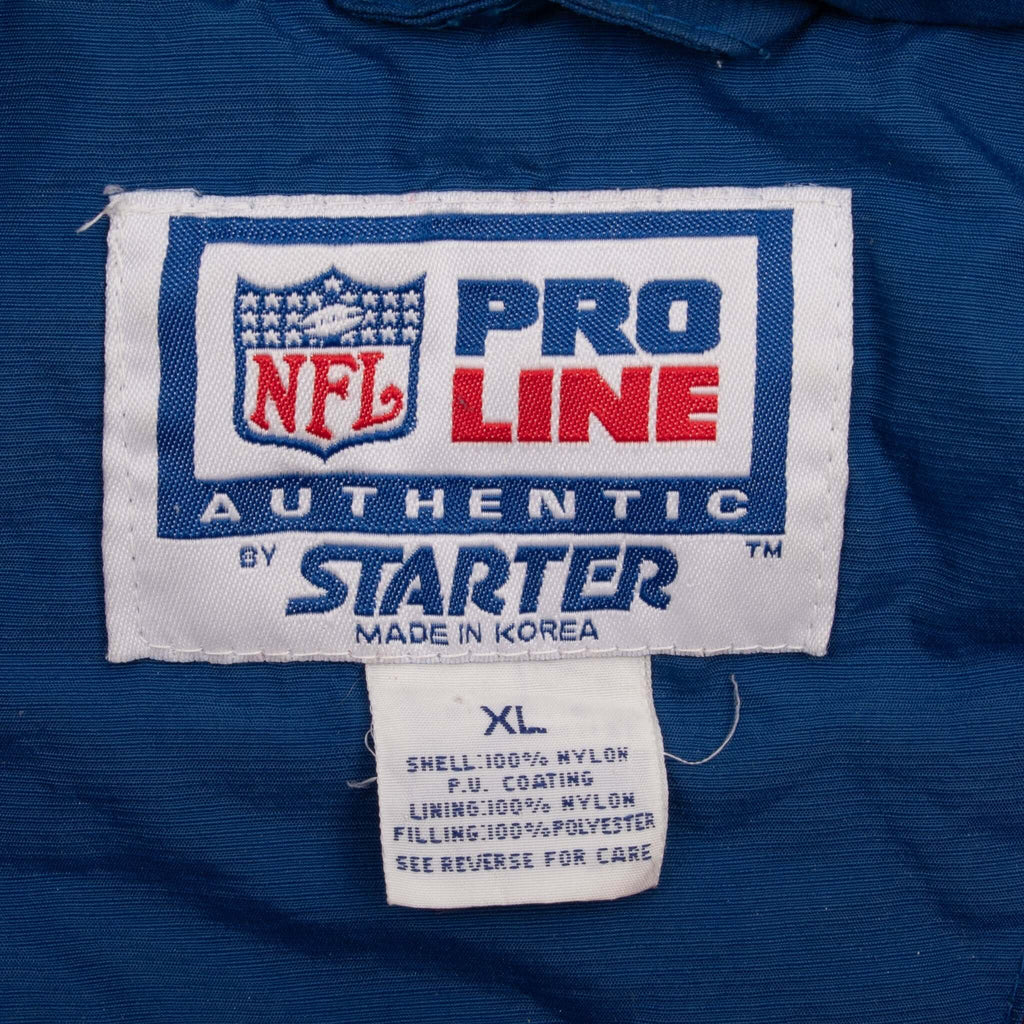 NFL
PRO
LINE
AUTHENTIC
BY STARTER TM
MADE IN KOREA
XL
SHELL:100% NYLON
P.U. COATING
LINING:100% NYLON
FILLING:100% POLYESTER
SEE REVERSE FOR CARE